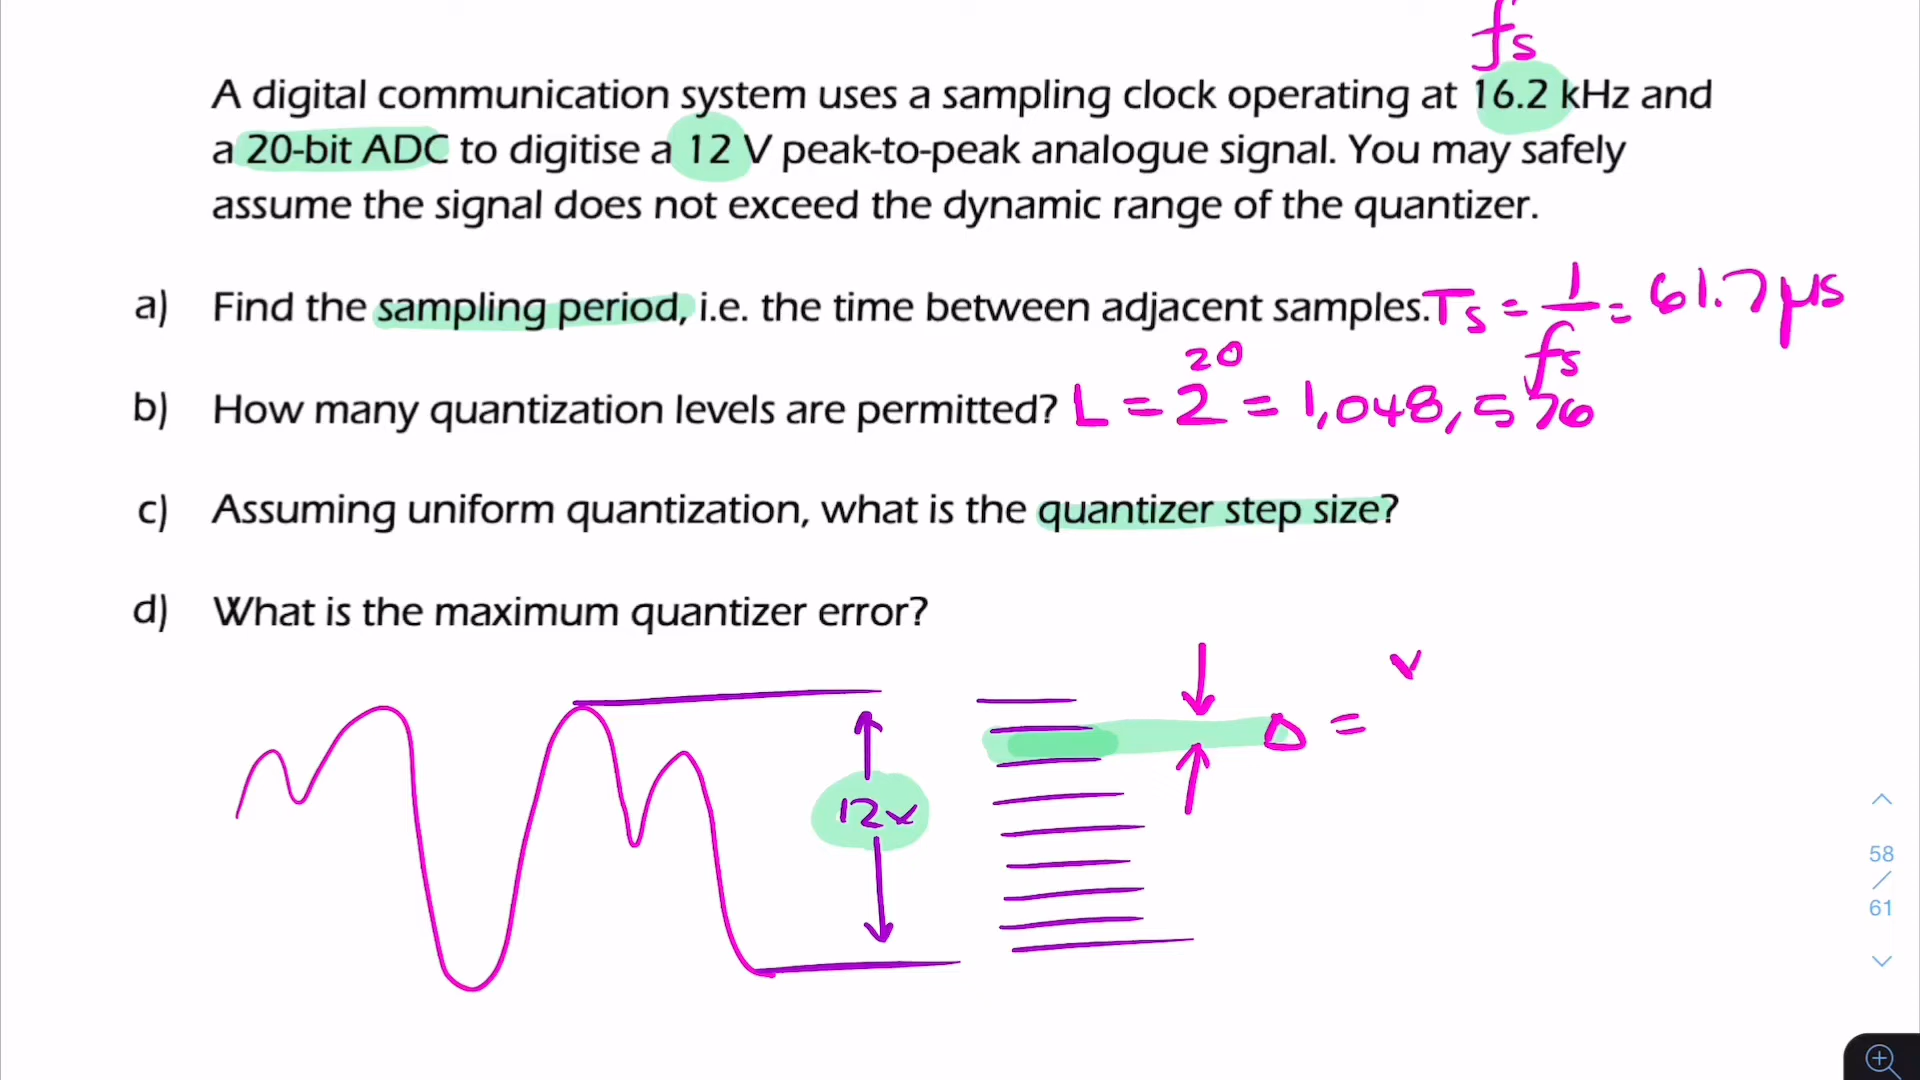 fs
A digital communication system uses a sampling clock operating at 16.2 kHz and
a 20-bit ADC to digitise a 12 V peak-to-peak analogue signal. You may safely
assume the signal does not exceed the dynamic range of the quantizer.
a) Find the sampling period, i.e. the time between adjacent samples. Ts = 1/fs = 61.7 μs
b) How many quantization levels are permitted? L = 2^20 = 1,048,576
c) Assuming uniform quantization, what is the quantizer step size?
d) What is the maximum quantizer error?
12v
Δ = v
58
/
61